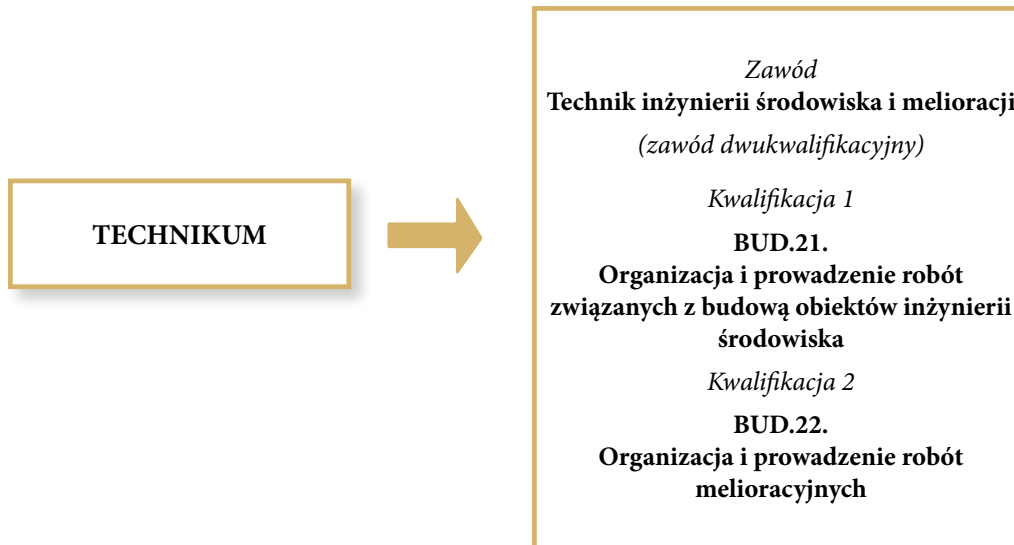 TECHNIKUM
Zawód
Technik inżynierii środowiska i melioracji
(zawód dwukwalifikacyjny)
Kwalifikacja 1
BUD.21.
Organizacja i prowadzenie robót
związanych z budową obiektów inżynierii
środowiska
Kwalifikacja 2
BUD.22.
Organizacja i prowadzenie robót
melioracyjnych